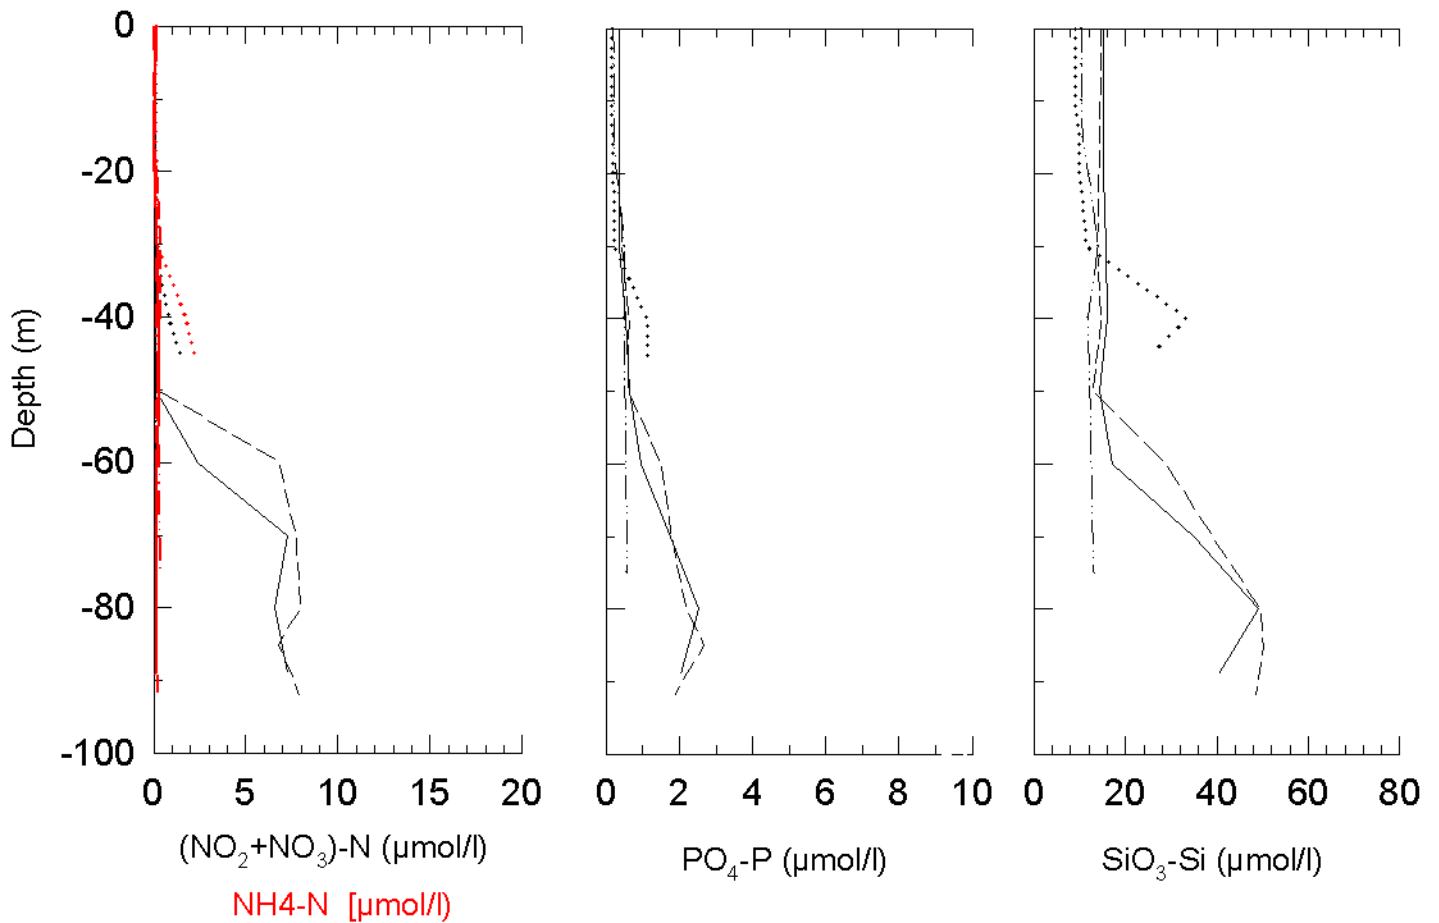 Depth (m)
0
-20
-40
-60
-80
-100
0 5 10 15 20
(NO₂+NO₃)-N (µmol/l)
NH4-N [µmol/l)
0 2 4 6 8 10
PO₄-P (µmol/l)
0 20 40 60 80
SiO₃-Si (µmol/l)